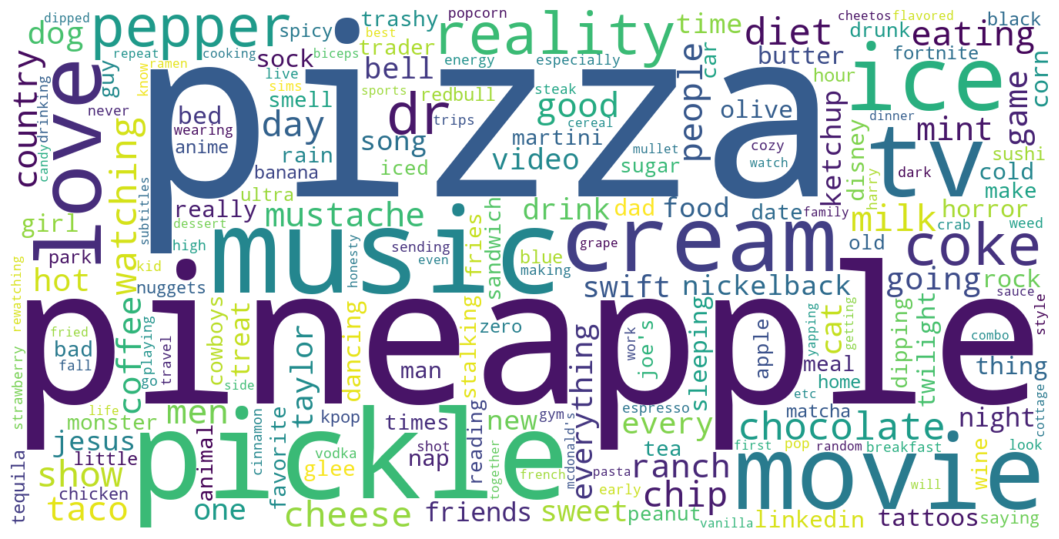 dipped
popcorn
cheetos
flavored
dog
pepper
repeat
cooking
spicy
trashy
best
reality
time
diet
drunk
eating
black
guy
know
ramen
sock
biceps
trader
energy
especially
butter
fortnite
country
love
candy
drinking
live
sims
bell
sports
redbull
steak
people
car
hour
ice
corn
never
bed
smell
day
dr
good
cereal
olive
dinner
game
wearing
anime
pizza
song
trips
martini
mullet
cozy
watch
ketchup
disney
mint
sushi
rain
banana
iced
video
sugar
dark
harry
tv
cold
make
watching
subtitles
ultra
really
dessert
mustache
drink
dad
food
date
family
milk
crab
horror
weed
girl
park
high
music
sending
even
honesty
sandwich
grape
blue
making
cream
old
coke
hot
kid
nuggets
fries
swift
nickelback
going
rock
sauce
style
rewatching
strawberry
pineapple
fried
bad
fall
coffee
go
playing
travel
cowboys
side
treat
taylor
dancing
man
stalking
zero
everything
work
joe's
sleeping
apple
yapping
cat
meal
getting
home
dipping
twilight
combo
thing
cottage
life
monster
men
kpop
times
gym
espresso
etc
matcha
night
jesus
little
animal
cinnamon
favorite
shot
reading
new
mcdonald's
every
tea
first
pop
random
chocolate
breakfast
look
tequila
show
pickle
vodka
glee
nap
together
french
pasta
ranch
early
chip
movie
will
wine
chicken
taco
one
cheese
friends
sweet
peanut
vanilla
linkedin
tattoos
saying